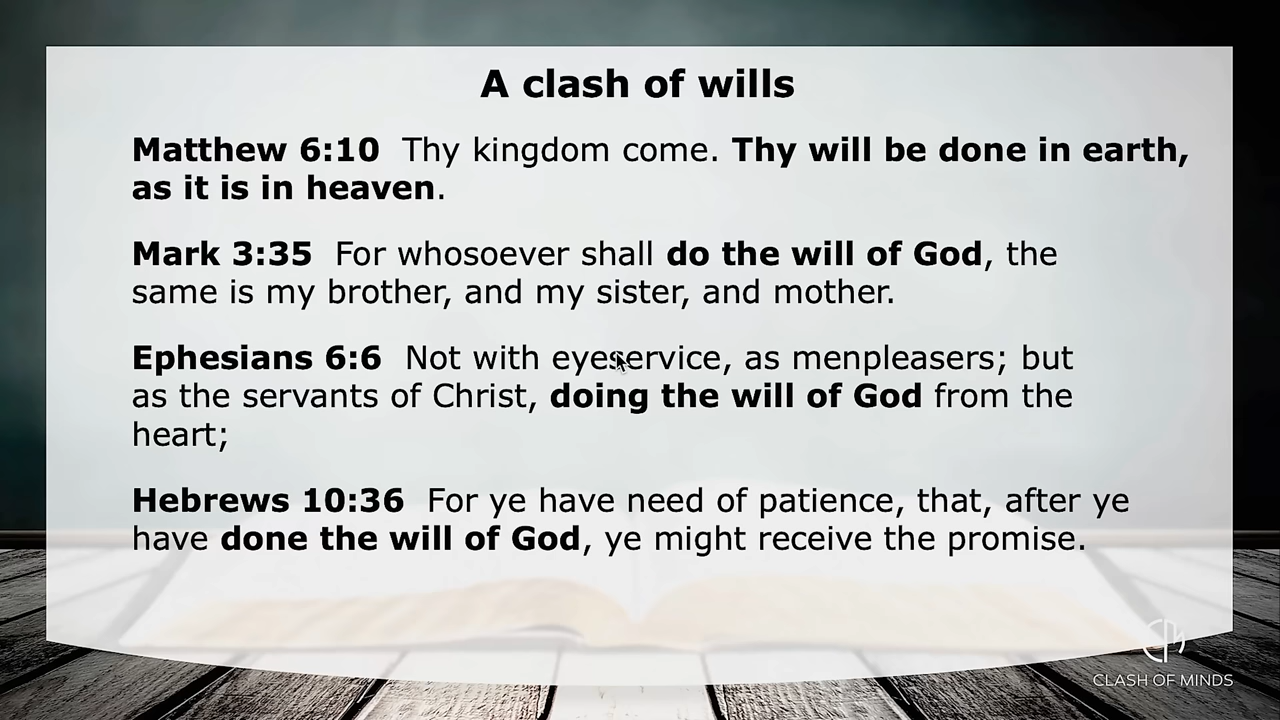 A clash of wills
Matthew 6:10 Thy kingdom come. Thy will be done in earth,
as it is in heaven.
Mark 3:35 For whosoever shall do the will of God, the
same is my brother, and my sister, and mother.
Ephesians 6:6 Not with eyeservice, as menpleasers; but
as the servants of Christ, doing the will of God from the
heart;
Hebrews 10:36 For ye have need of patience, that, after ye
have done the will of God, ye might receive the promise.
CLASH OF MINDS